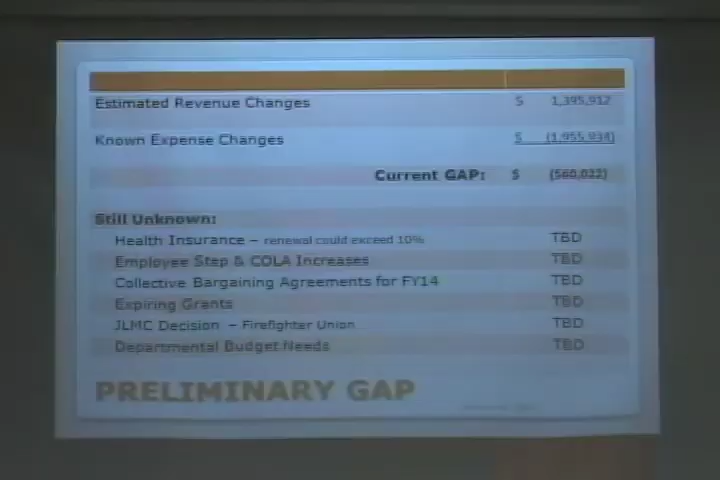 Estimated Revenue Changes $ 1,395,912
Known Expense Changes $ (1,955,934)
Current GAP: $ (560,022)
Still Unknown:
Health Insurance – renewal could exceed 10% TBD
Employee Step & COLA Increases TBD
Collective Bargaining Agreements for FY14 TBD
Expiring Grants TBD
JLMC Decision – Firefighter Union TBD
Departmental Budget Needs TBD
PRELIMINARY GAP